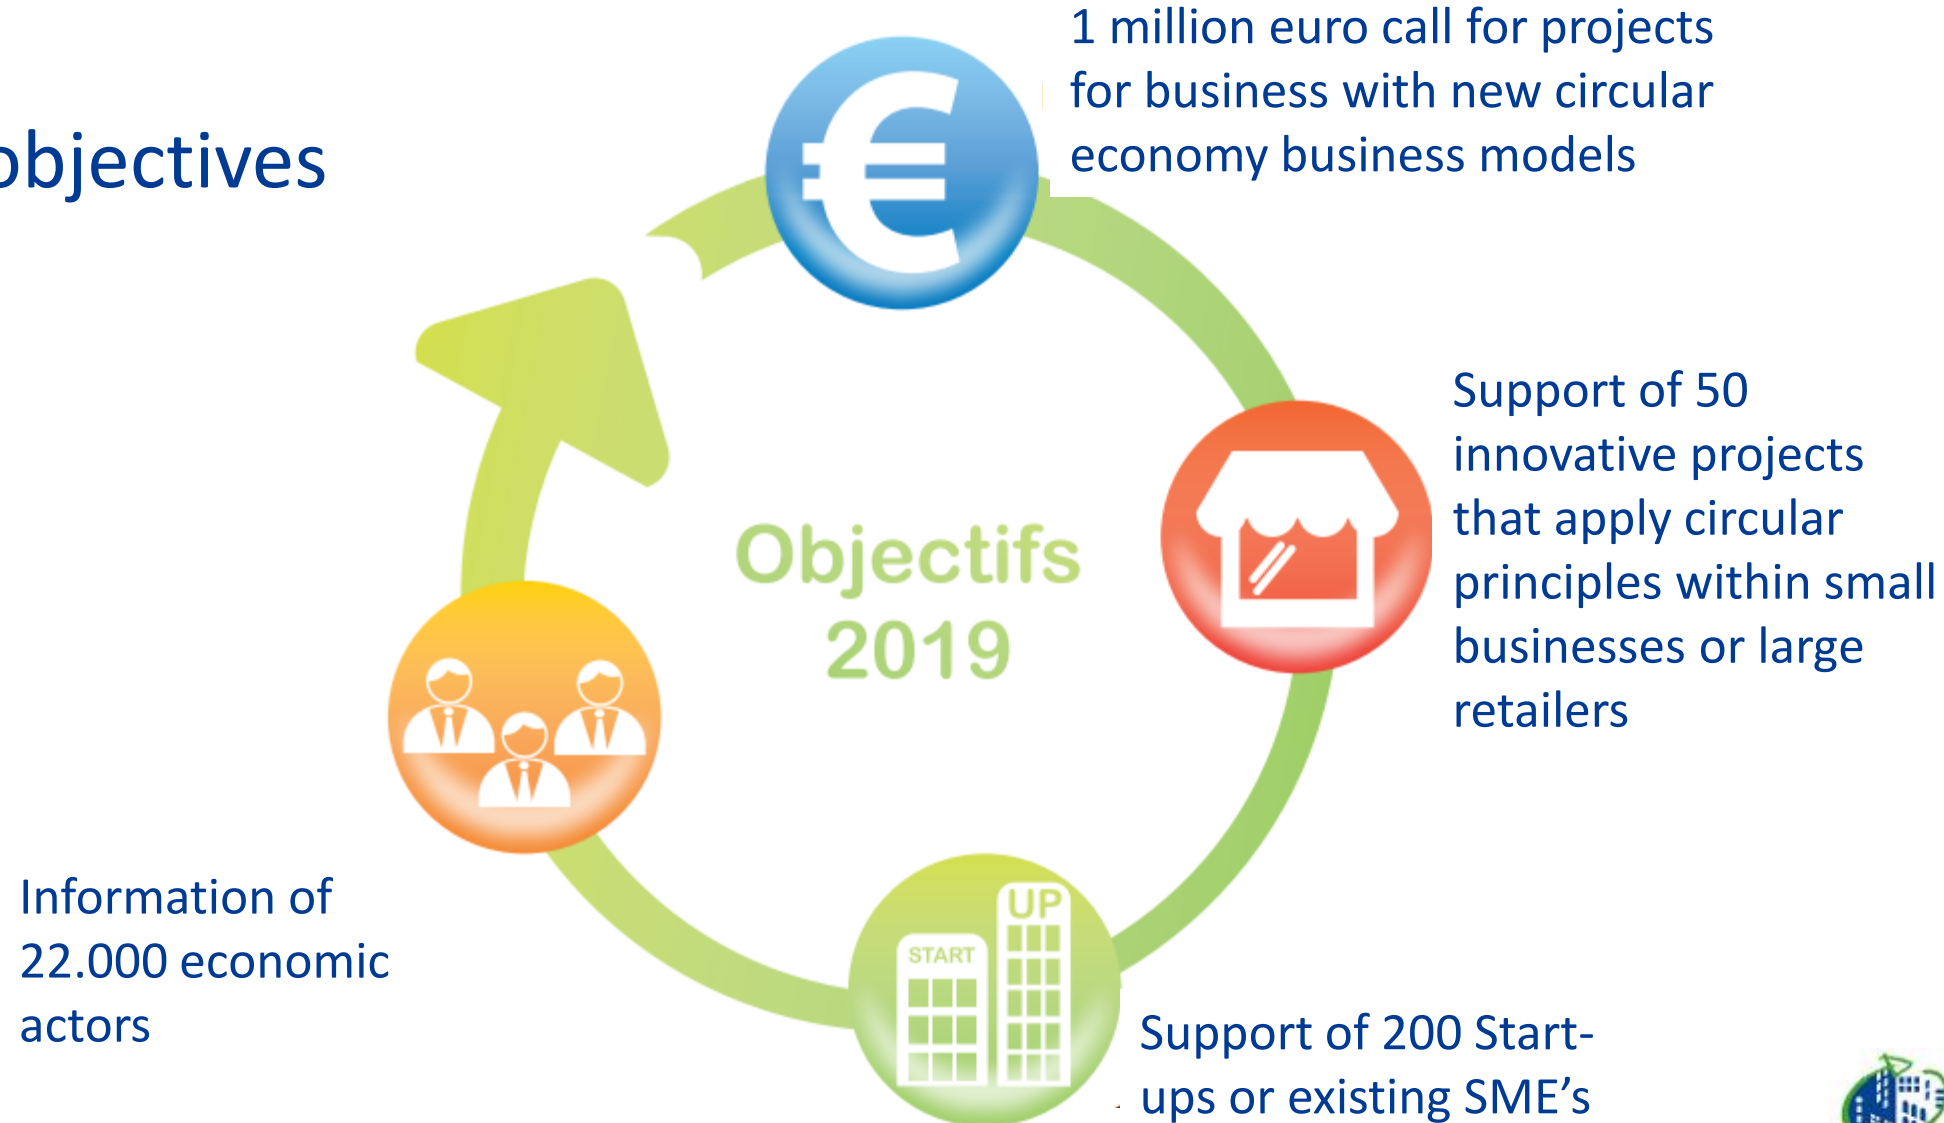 objectives
1 million euro call for projects
for business with new circular
economy business models
Support of 50
innovative projects
that apply circular
principles within small
businesses or large
retailers
Objectifs
2019
Information of
22.000 economic
actors
START
UP
Support of 200 Start-
ups or existing SME’s